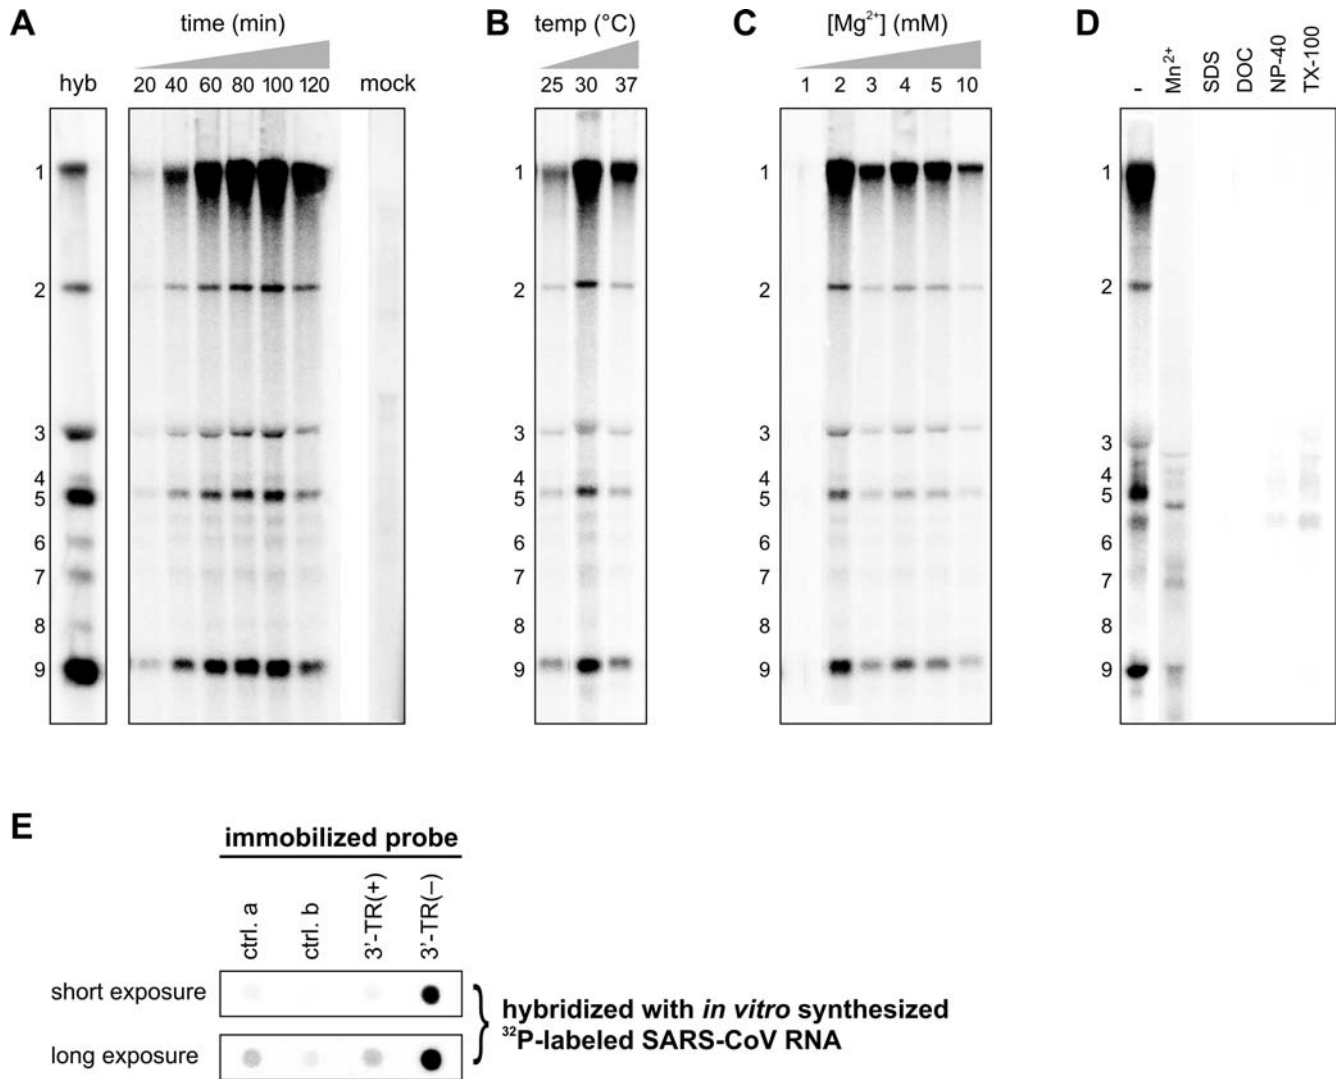 A
time (min)
hyb
20 40 60 80 100 120
mock
1
2
3
4
5
6
7
8
9
B
temp (°C)
25 30 37
1
2
3
4
5
6
7
8
9
C
[Mg²⁺] (mM)
1 2 3 4 5 10
1
2
3
4
5
6
7
8
9
D
-
Mn²⁺
SDS
DOC
NP-40
TX-100
1
2
3
4
5
6
7
8
9
E
immobilized probe
ctrl. a
ctrl. b
3'-TR(+)
3'-TR(–)
short exposure
long exposure
hybridized with in vitro synthesized
³²P-labeled SARS-CoV RNA